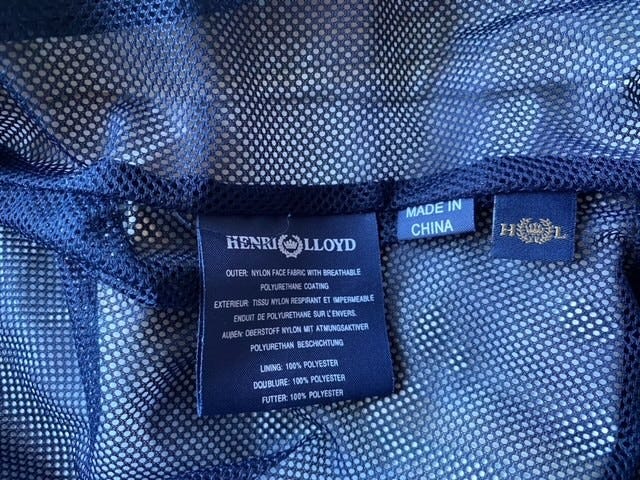 HENRI LLOYD
OUTER: NYLON FACE FABRIC WITH BREATHABLE
POLYURETHANE COATING
EXTERIEUR: TISSU NYLON RESPIRANT ET IMPERMEABLE
ENDUIT DE POLYURETHANE SUR L'ENVERS.
AUßEN: OBERSTOFF NYLON MIT ATMUNGSAKTIVER
POLYURETHAN BESCHICHTUNG
LINING: 100% POLYESTER
DOUBLURE: 100% POLYESTER
FUTTER: 100% POLYESTER
MADE IN
CHINA
H L